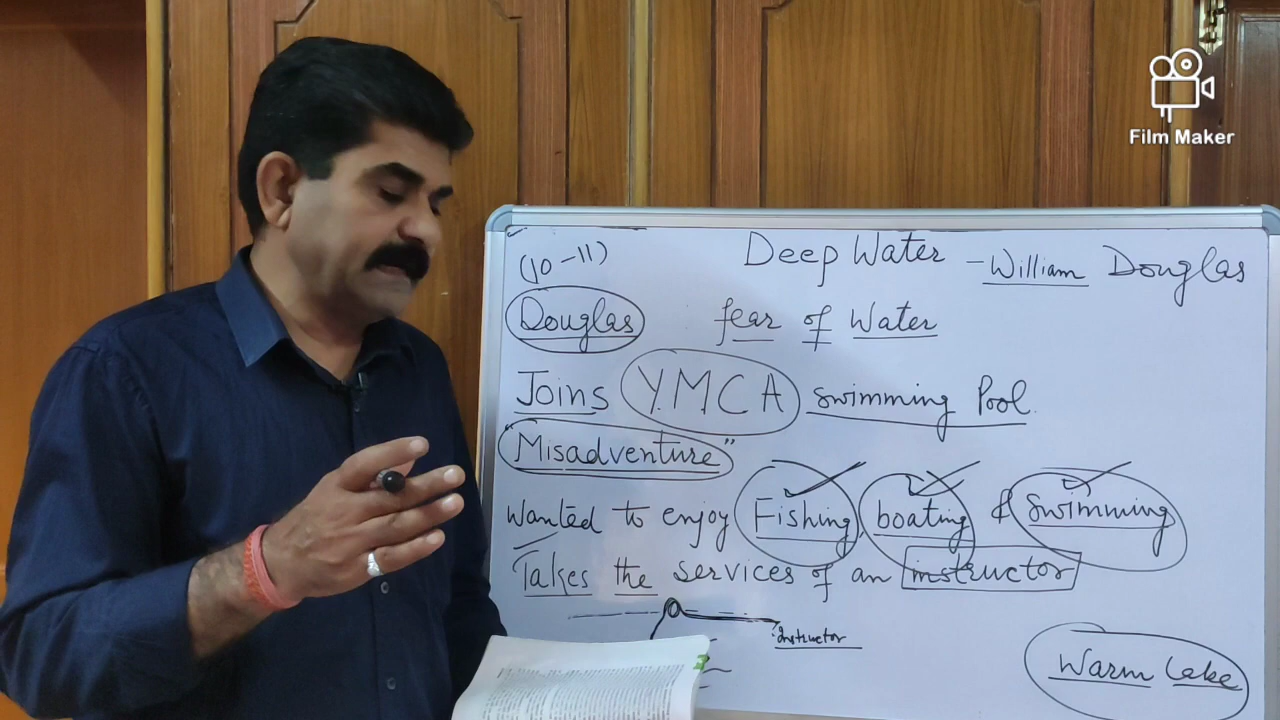 Film Maker
(10-11)
Deep Water - William Douglas
Douglas fear of Water
Joins Y.M.C.A swimming Pool.
"Misadventure"
Wanted to enjoy Fishing, boating & Swimming
Takes the services of an instructor
Instructor
Warm Lake